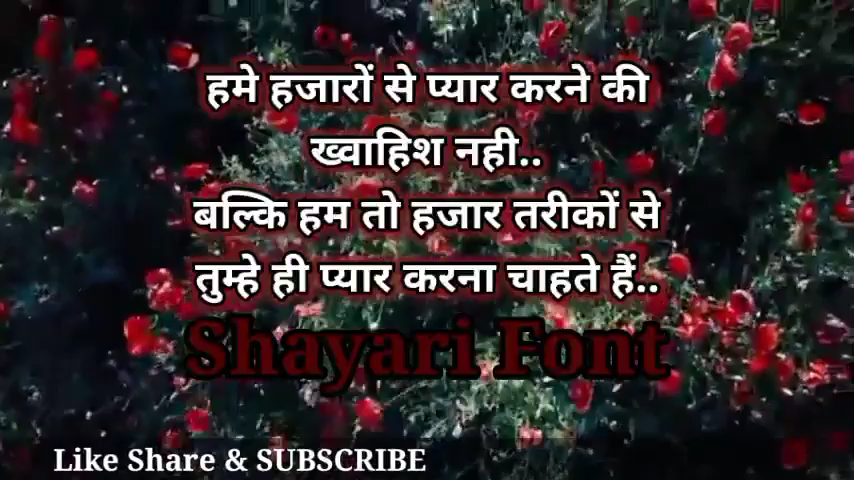 हमे हजारों से प्यार करने की
ख्वाहिश नही..
बल्कि हम तो हजार तरीकों से
तुम्हे ही प्यार करना चाहते हैं..
Shayari Font
Like Share & SUBSCRIBE